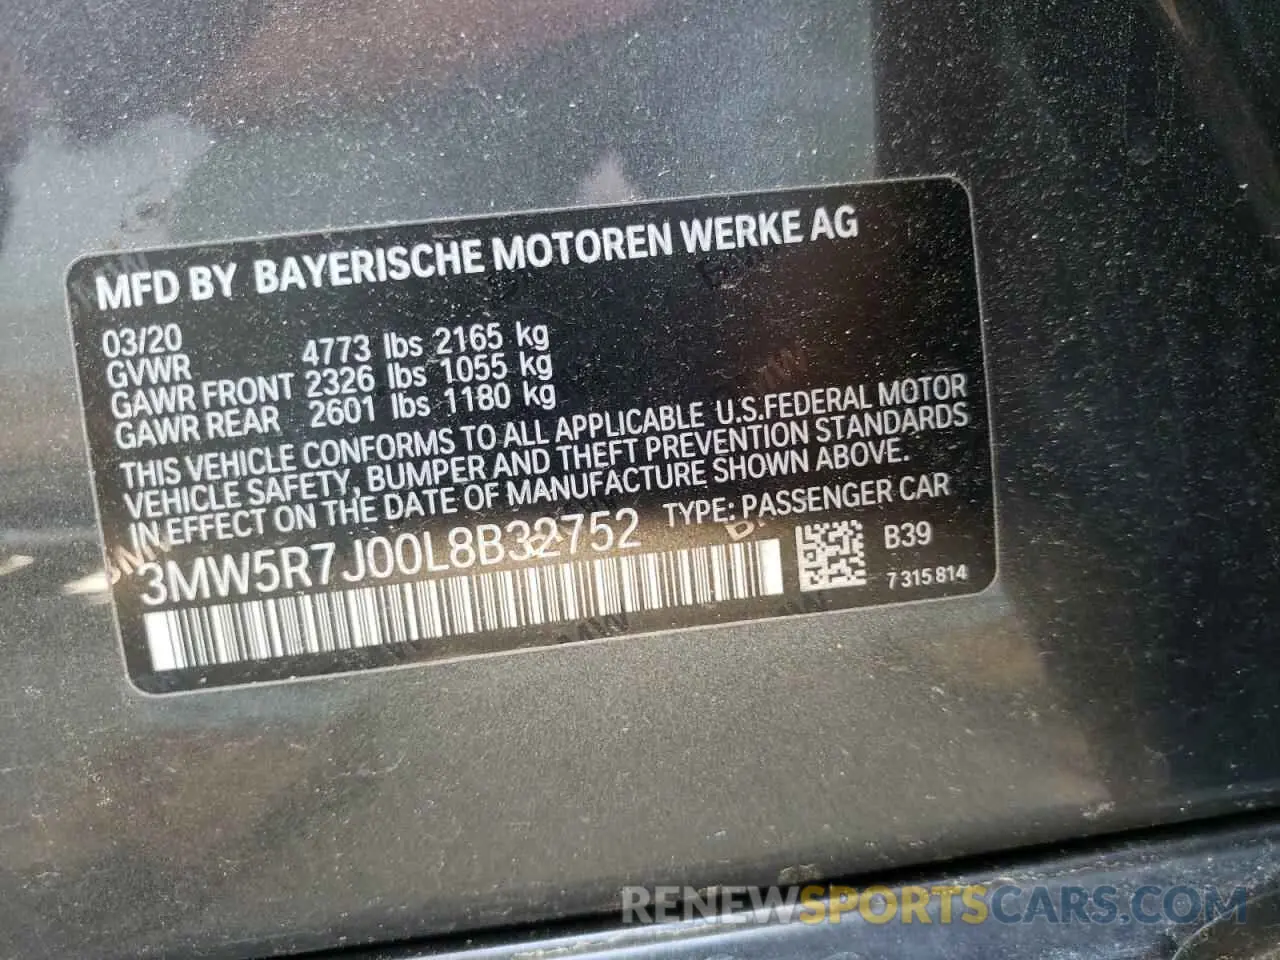 MFD BY BAYERISCHE MOTOREN WERKE AG
03/20
GVWR 4773 lbs 2165 kg
GAWR FRONT 2326 lbs 1055 kg
GAWR REAR 2601 lbs 1180 kg
THIS VEHICLE CONFORMS TO ALL APPLICABLE U.S.FEDERAL MOTOR
VEHICLE SAFETY, BUMPER AND THEFT PREVENTION STANDARDS
IN EFFECT ON THE DATE OF MANUFACTURE SHOWN ABOVE.
3MW5R7J00L8B32752 TYPE: PASSENGER CAR
B39
7 315 814
RENEWSPORTSCARS.COM